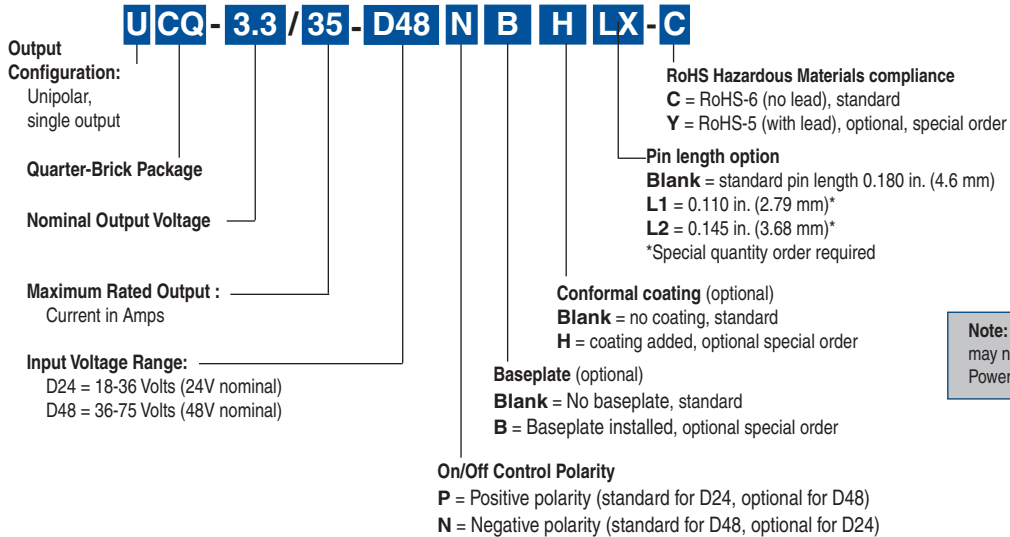 UCQ - 3.3 / 35 - D48 N B H LX - C
Output
Configuration:
Unipolar,
single output
Quarter-Brick Package
Nominal Output Voltage
Maximum Rated Output :
Current in Amps
Input Voltage Range:
D24 = 18-36 Volts (24V nominal)
D48 = 36-75 Volts (48V nominal)
RoHS Hazardous Materials compliance
C = RoHS-6 (no lead), standard
Y = RoHS-5 (with lead), optional, special order
Pin length option
Blank = standard pin length 0.180 in. (4.6 mm)
L1 = 0.110 in. (2.79 mm)*
L2 = 0.145 in. (3.68 mm)*
*Special quantity order required
Conformal coating (optional)
Blank = no coating, standard
H = coating added, optional special order
Baseplate (optional)
Blank = No baseplate, standard
B = Baseplate installed, optional special order
On/Off Control Polarity
P = Positive polarity (standard for D24, optional for D48)
N = Negative polarity (standard for D48, optional for D24)
Note:
may n
Power